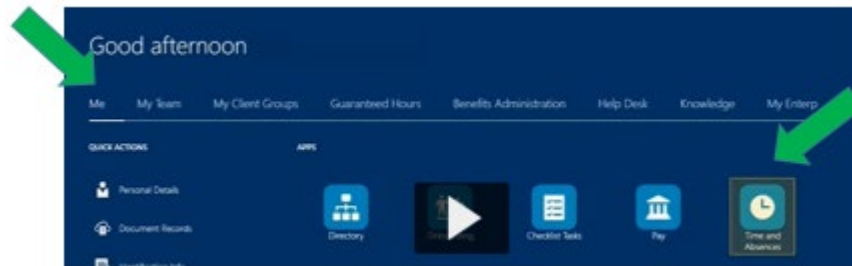 Good afternoon
Me My Team My Client Groups Guaranteed Hours Benefits Administration Help Desk Knowledge My Enterp
QUICK ACTIONS APPS
Personal Details
Document Records
Directory Checklist Tasks Pay Time and
Absences